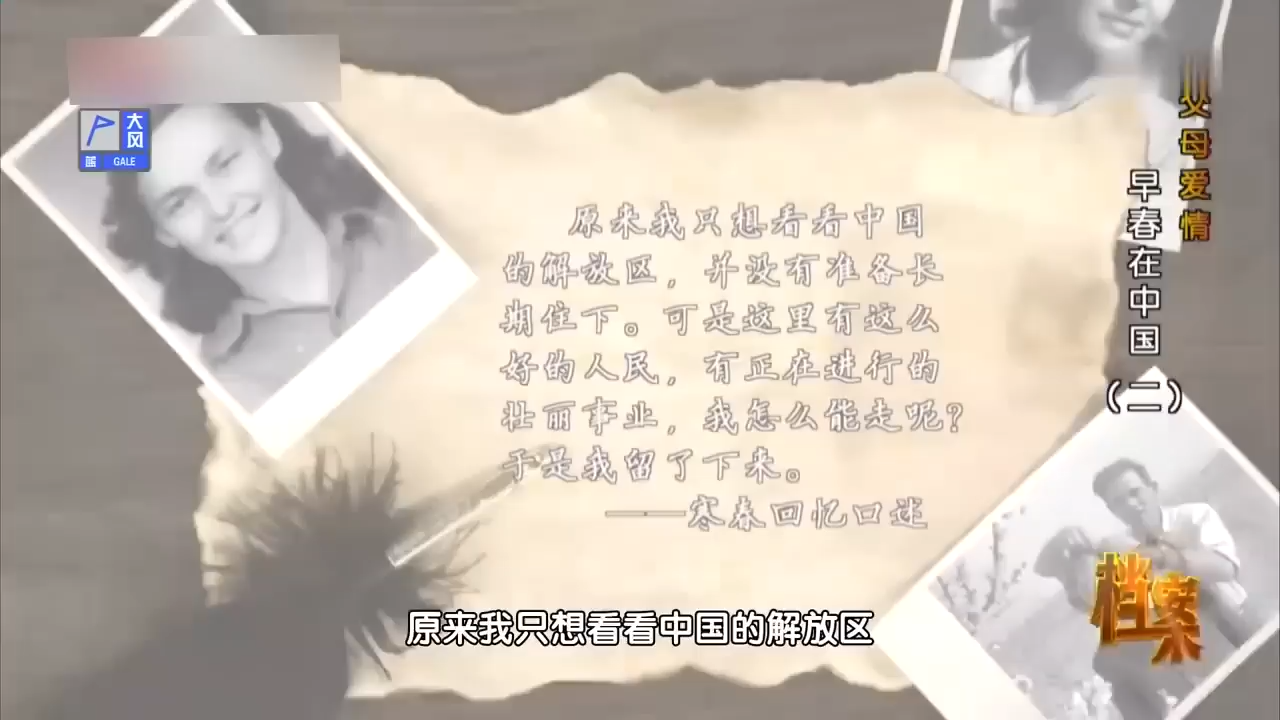 大风
蓝 GALE
父母爱情
早春在中国
(二)
原来我只想看看中国
的解放区，并没有准备长
期住下。可是这里有这么
好的人民，有正在进行的
壮丽事业，我怎么能走呢？
于是我留了下来。
——寒春回忆口述
档案
原来我只想看看中国的解放区